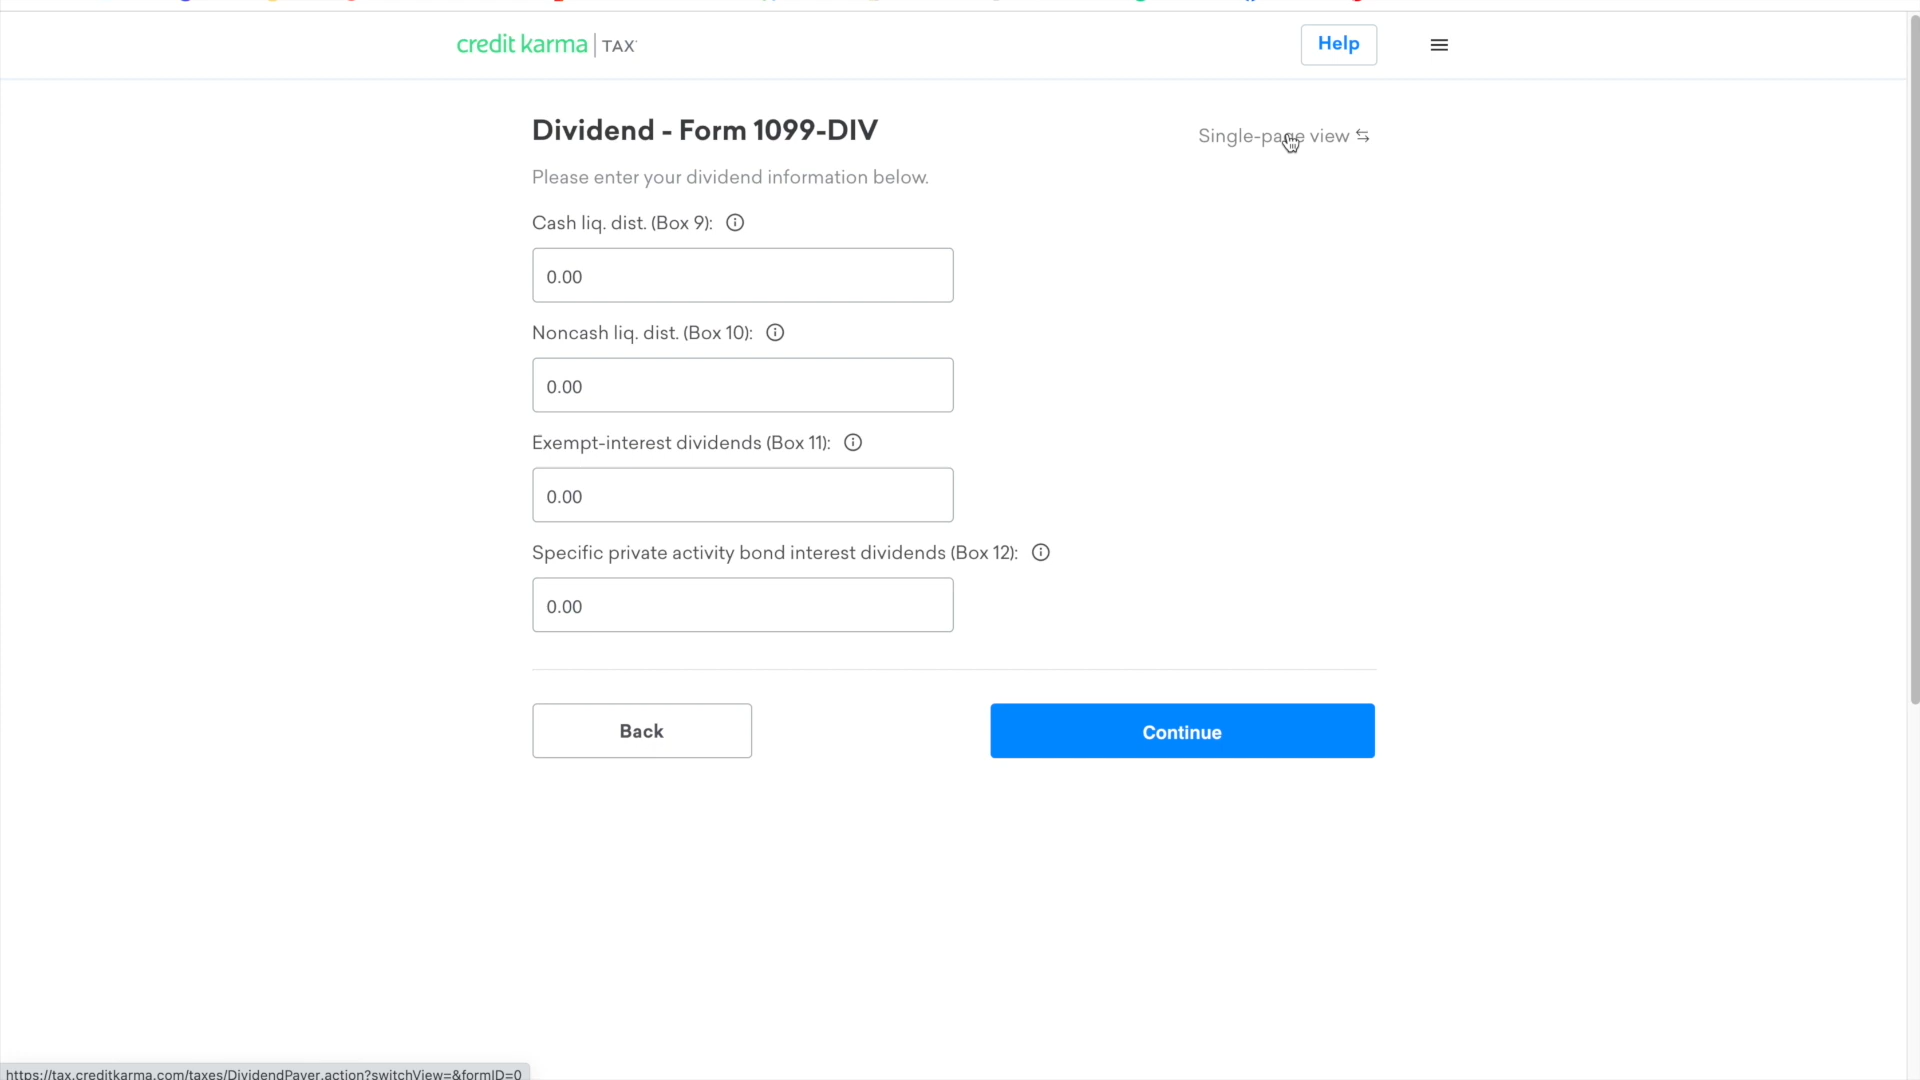 credit karma | TAX
Help
Dividend - Form 1099-DIV
Single-page view
Please enter your dividend information below.
Cash liq. dist. (Box 9):
0.00
Noncash liq. dist. (Box 10):
0.00
Exempt-interest dividends (Box 11):
0.00
Specific private activity bond interest dividends (Box 12):
0.00
Back
Continue
https://tax.creditkarma.com/taxes/DividendPayer.action?switchView=&formID=0